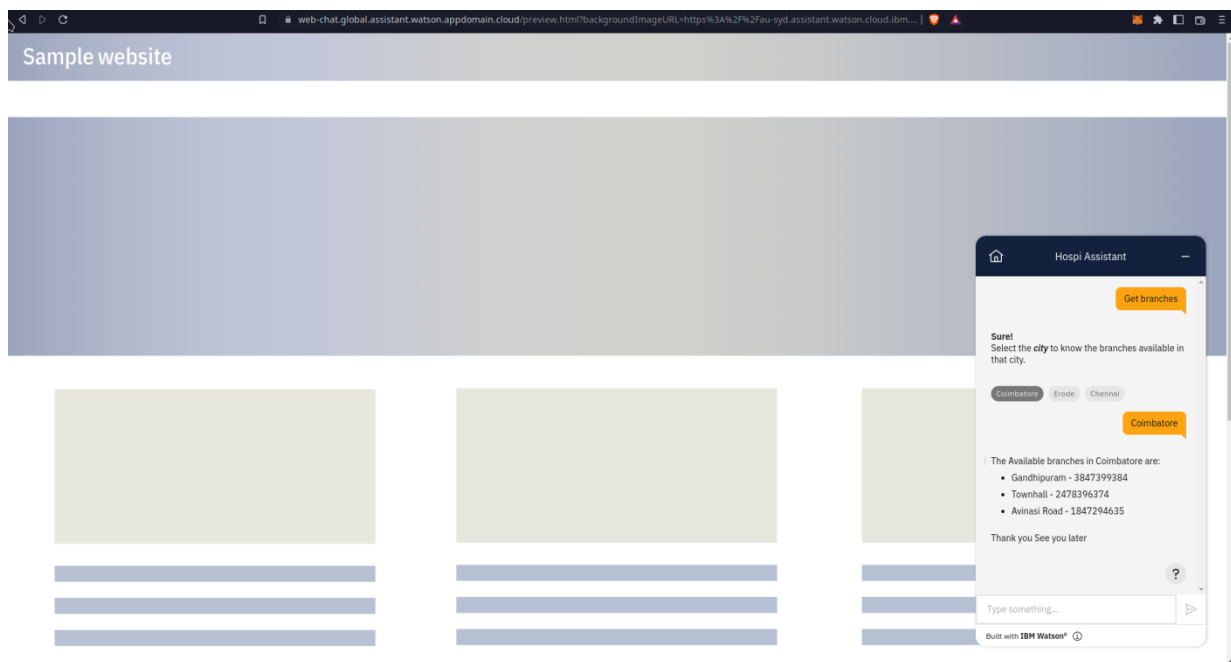 web-chat.global.assistant.watson.appdomain.cloud/preview.html?backgroundImageURL=https%3A%2F%2Fau-syd.assistant.watson.cloud.ibm....
Sample website
Hospi Assistant
Get branches
Sure!
Select the city to know the branches available in
that city.
Coimbatore Erode Chennai
Coimbatore
The Available branches in Coimbatore are:
• Gandhipuram - 3847399384
• Townhall - 2478396374
• Avinasi Road - 1847294635
Thank you See you later
?
Type something...
Built with IBM Watson®